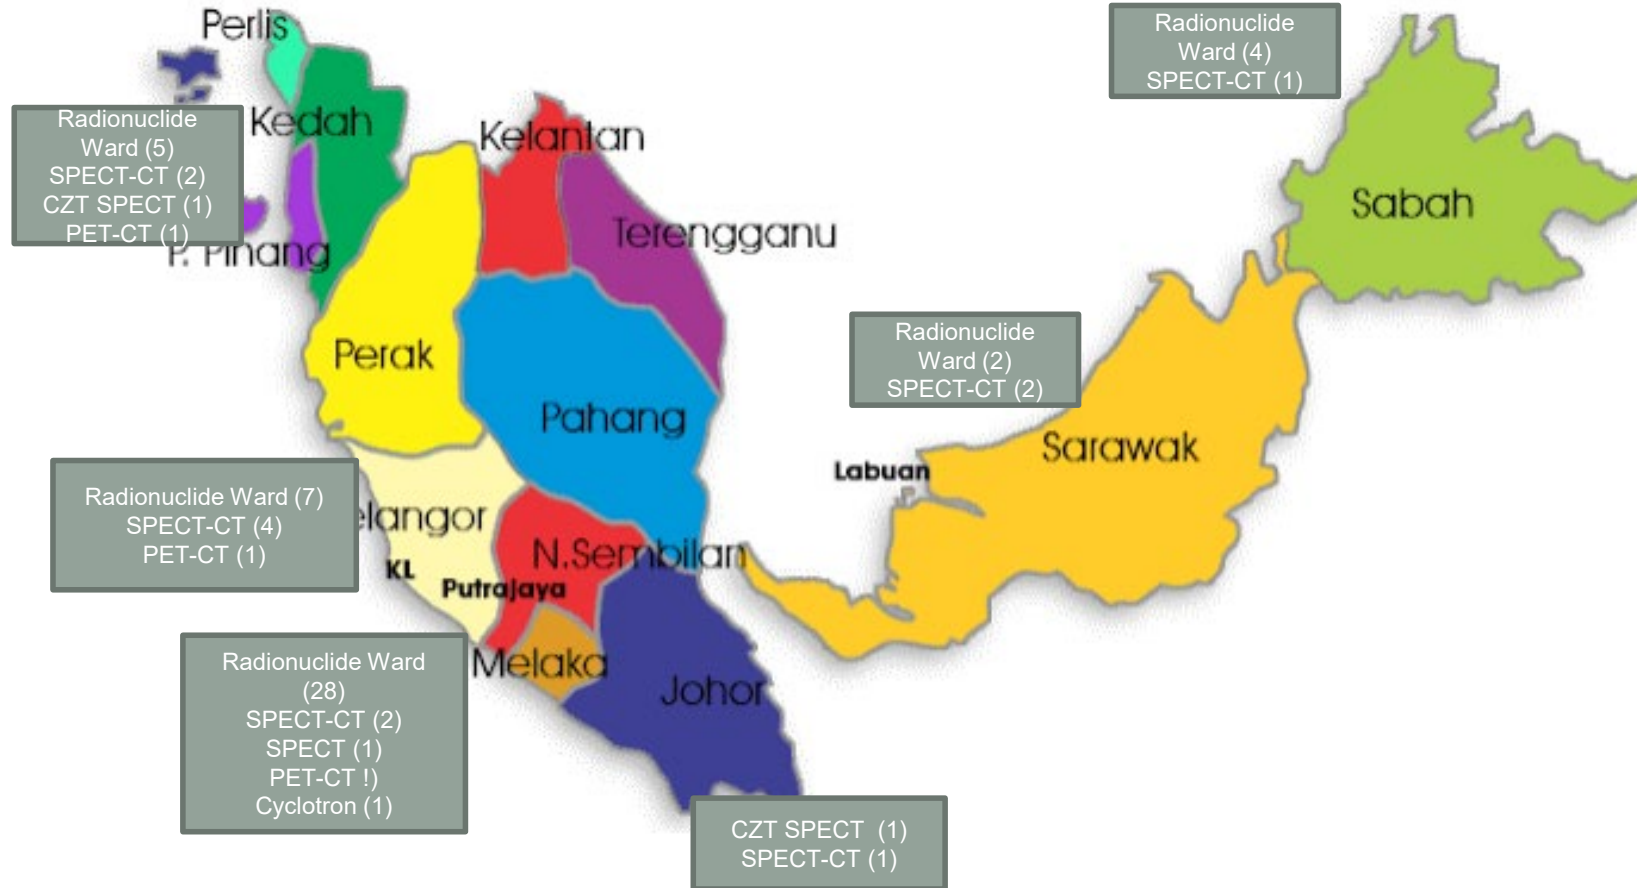 Perlis
Radionuclide
Ward (4)
SPECT-CT (1)
Radionuclide
Ward (5)
SPECT-CT (2)
CZT SPECT (1)
PET-CT (1)
Kedah
Kelantan
P. Pinang
Terengganu
Sabah
Perak
Pahang
Radionuclide
Ward (2)
SPECT-CT (2)
Sarawak
Labuan
Radionuclide Ward (7)
SPECT-CT (4)
PET-CT (1)
elangor
KL
Putrajaya
N.Sembilan
Melaka
Johor
Radionuclide Ward
(28)
SPECT-CT (2)
SPECT (1)
PET-CT !)
Cyclotron (1)
CZT SPECT (1)
SPECT-CT (1)